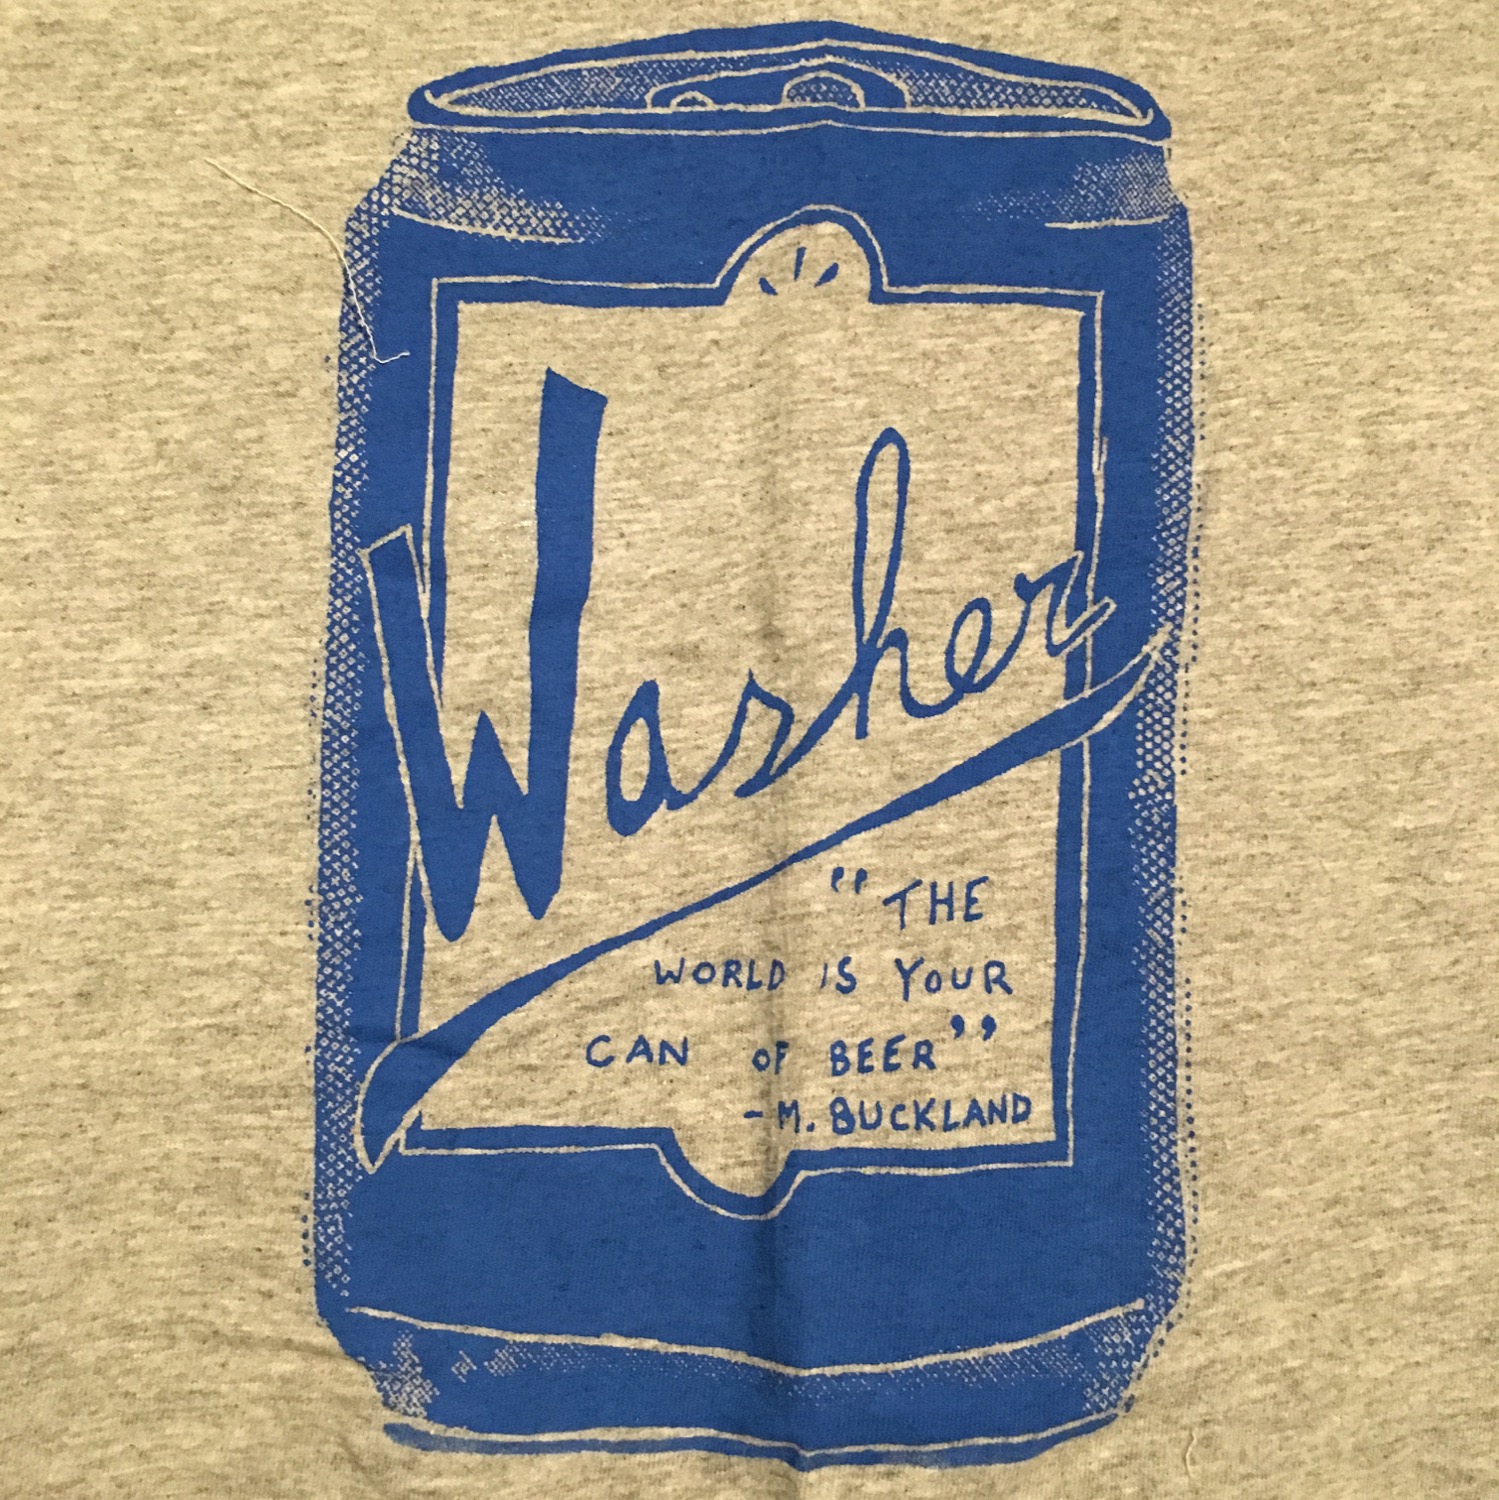 Washer
"THE
WORLD IS YOUR
CAN OF BEER"
- M. BUCKLAND